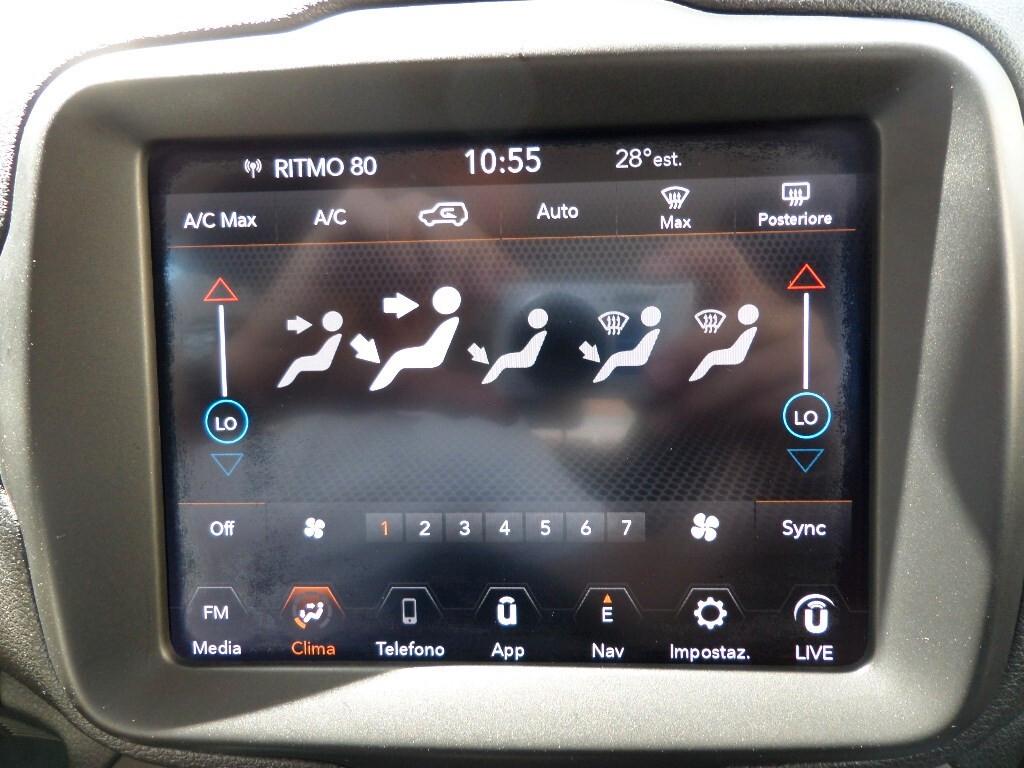 RITMO 80 10:55 28°est.
A/C Max A/C Auto Max Posteriore
LO LO
Off 1 2 3 4 5 6 7 Sync
FM E
Media Clima Telefono App Nav Impostaz. LIVE